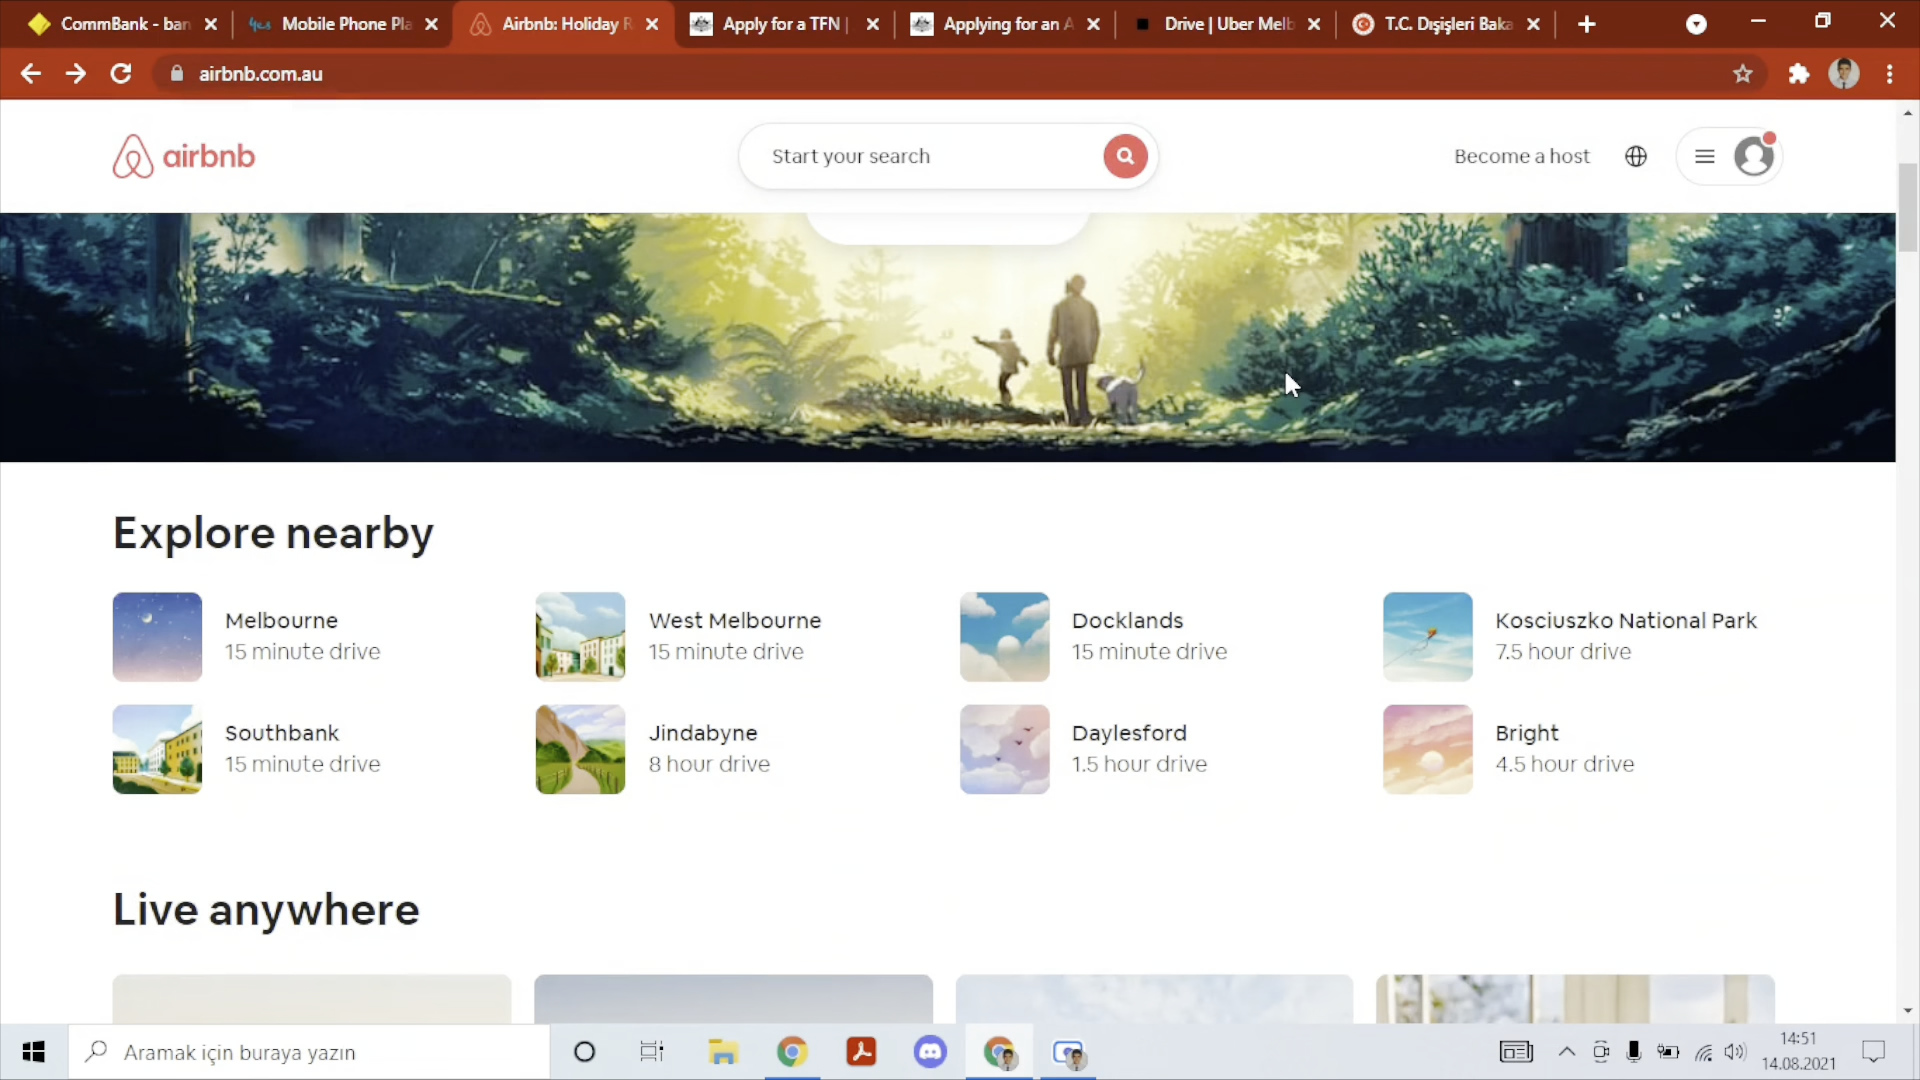 CommBank - ban
yes Mobile Phone Pla
Airbnb: Holiday R
Apply for a TFN |
Applying for an A
Drive | Uber Melb
T.C. Dışişleri Baka
airbnb.com.au
airbnb
Start your search
Become a host
Explore nearby
Melbourne
15 minute drive
West Melbourne
15 minute drive
Docklands
15 minute drive
Kosciuszko National Park
7.5 hour drive
Southbank
15 minute drive
Jindabyne
8 hour drive
Daylesford
1.5 hour drive
Bright
4.5 hour drive
Live anywhere
Aramak için buraya yazın
14:51
14.08.2021